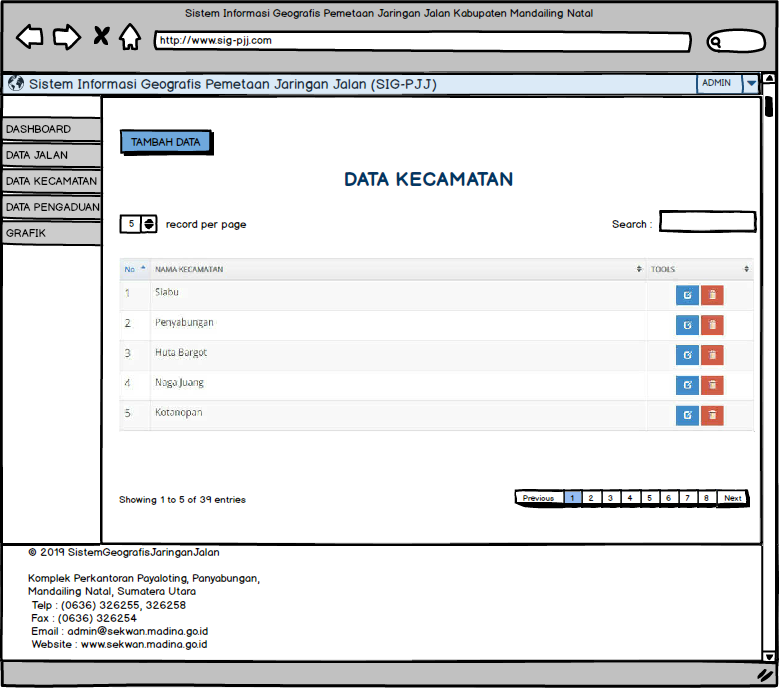 Sistem Informasi Geografis Pemetaan Jaringan Jalan Kabupaten Mandailing Natal
http://www.sig-pjj.com
Sistem Informasi Geografis Pemetaan Jaringan Jalan (SIG-PJJ)
ADMIN
DASHBOARD
DATA JALAN
DATA KECAMATAN
DATA PENGADUAN
GRAFIK
TAMBAH DATA
DATA KECAMATAN
5 record per page
Search :
No NAMA KECAMATAN TOOLS
1 Siabu
2 Penyabungan
3 Huta Bargot
4 Naga Juang
5 Kotanopan
Showing 1 to 5 of 39 entries
Previous 1 2 3 4 5 6 7 8 Next
© 2019 SistemGeografisJaringanJalan
Komplek Perkantoran Payaloting, Panyabungan,
Mandailing Natal, Sumatera Utara
Telp : (0636) 326255, 326258
Fax : (0636) 326254
Email : admin@sekwan.madina.go.id
Website : www.sekwan.madina.go.id